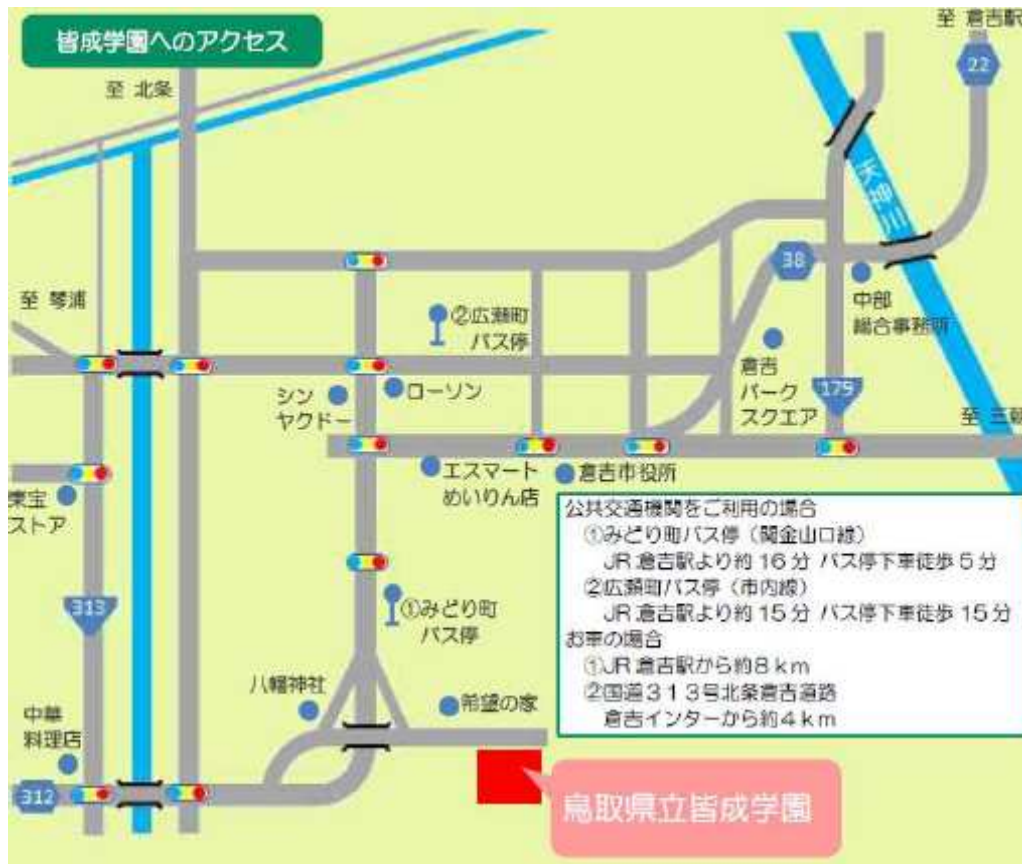 皆成学園へのアクセス
至 倉吉駅
22
至 北条
天神川
38
至 琴浦
②広瀬町
バス停
中部
総合事務所
倉吉
パーク
スクエア
179
シン
ヤクドー
ローソン
至 三朝
エスマート
めいりん店
倉吉市役所
東宝
ストア
公共交通機関をご利用の場合
①みどり町バス停（関金山口線）
JR 倉吉駅より約 16 分 バス停下車徒歩 5 分
②広瀬町バス停（市内線）
JR 倉吉駅より約 15 分 バス停下車徒歩 15 分
お車の場合
①JR 倉吉駅から約8 km
②国道313号北条倉吉道路
倉吉インターから約4 km
313
①みどり町
バス停
八幡神社
希望の家
中華
料理店
312
鳥取県立皆成学園